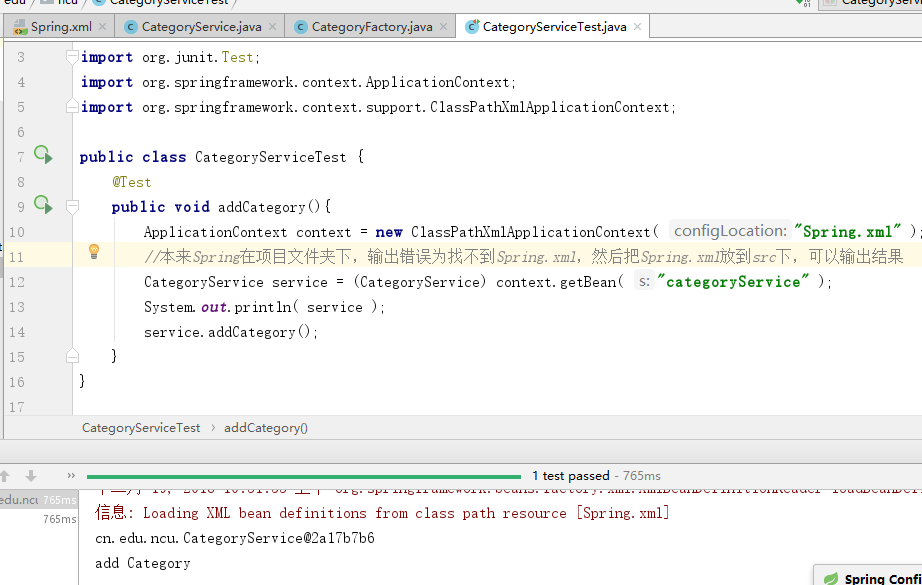 edu ncu CategoryServiceTest
Spring.xml CategoryService.java CategoryFactory.java CategoryServiceTest.java
3 import org.junit.Test;
4 import org.springframework.context.ApplicationContext;
5 import org.springframework.context.support.ClassPathXmlApplicationContext;
6
7 public class CategoryServiceTest {
8 @Test
9 public void addCategory(){
10 ApplicationContext context = new ClassPathXmlApplicationContext( configLocation: "Spring.xml" );
11 //本来Spring在项目文件夹下，输出错误为找不到Spring.xml，然后把Spring.xml放到src下，可以输出结果
12 CategoryService service = (CategoryService) context.getBean( s: "categoryService" );
13 System.out.println( service );
14 service.addCategory();
15 }
16 }
17
CategoryServiceTest › addCategory()
» 1 test passed - 765ms
edu.ncu 765ms
765ms
信息: Loading XML bean definitions from class path resource [Spring.xml]
cn.edu.ncu.CategoryService@2a17b7b6
add Category
Spring Confi